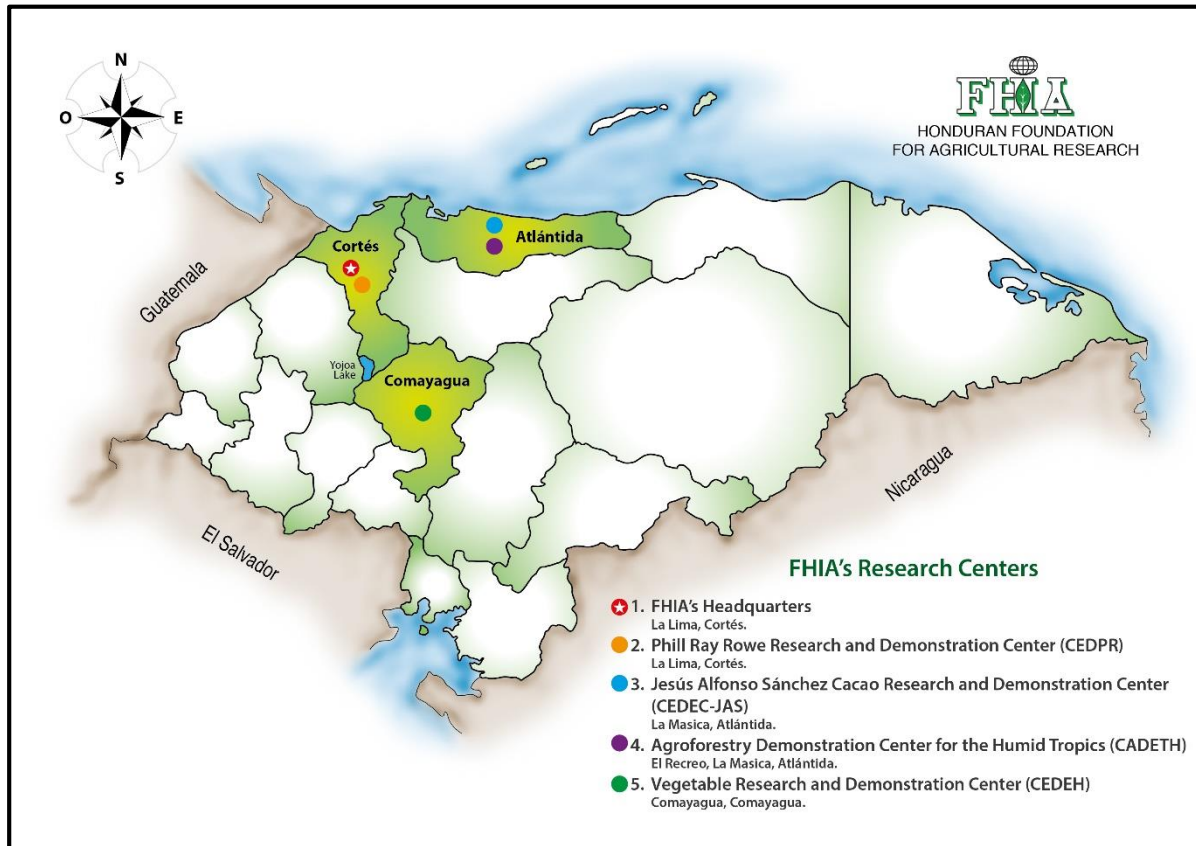 N
O
E
S
FHIA
HONDURAN FOUNDATION
FOR AGRICULTURAL RESEARCH
Cortés
Atlántida
Guatemala
Yojoa
Lake
Comayagua
Nicaragua
El Salvador
FHIA's Research Centers
1. FHIA's Headquarters
La Lima, Cortés.
2. Phill Ray Rowe Research and Demonstration Center (CEDPR)
La Lima, Cortés.
3. Jesús Alfonso Sánchez Cacao Research and Demonstration Center
(CEDEC-JAS)
La Masica, Atlántida.
4. Agroforestry Demonstration Center for the Humid Tropics (CADETH)
El Recreo, La Masica, Atlántida.
5. Vegetable Research and Demonstration Center (CEDEH)
Comayagua, Comayagua.